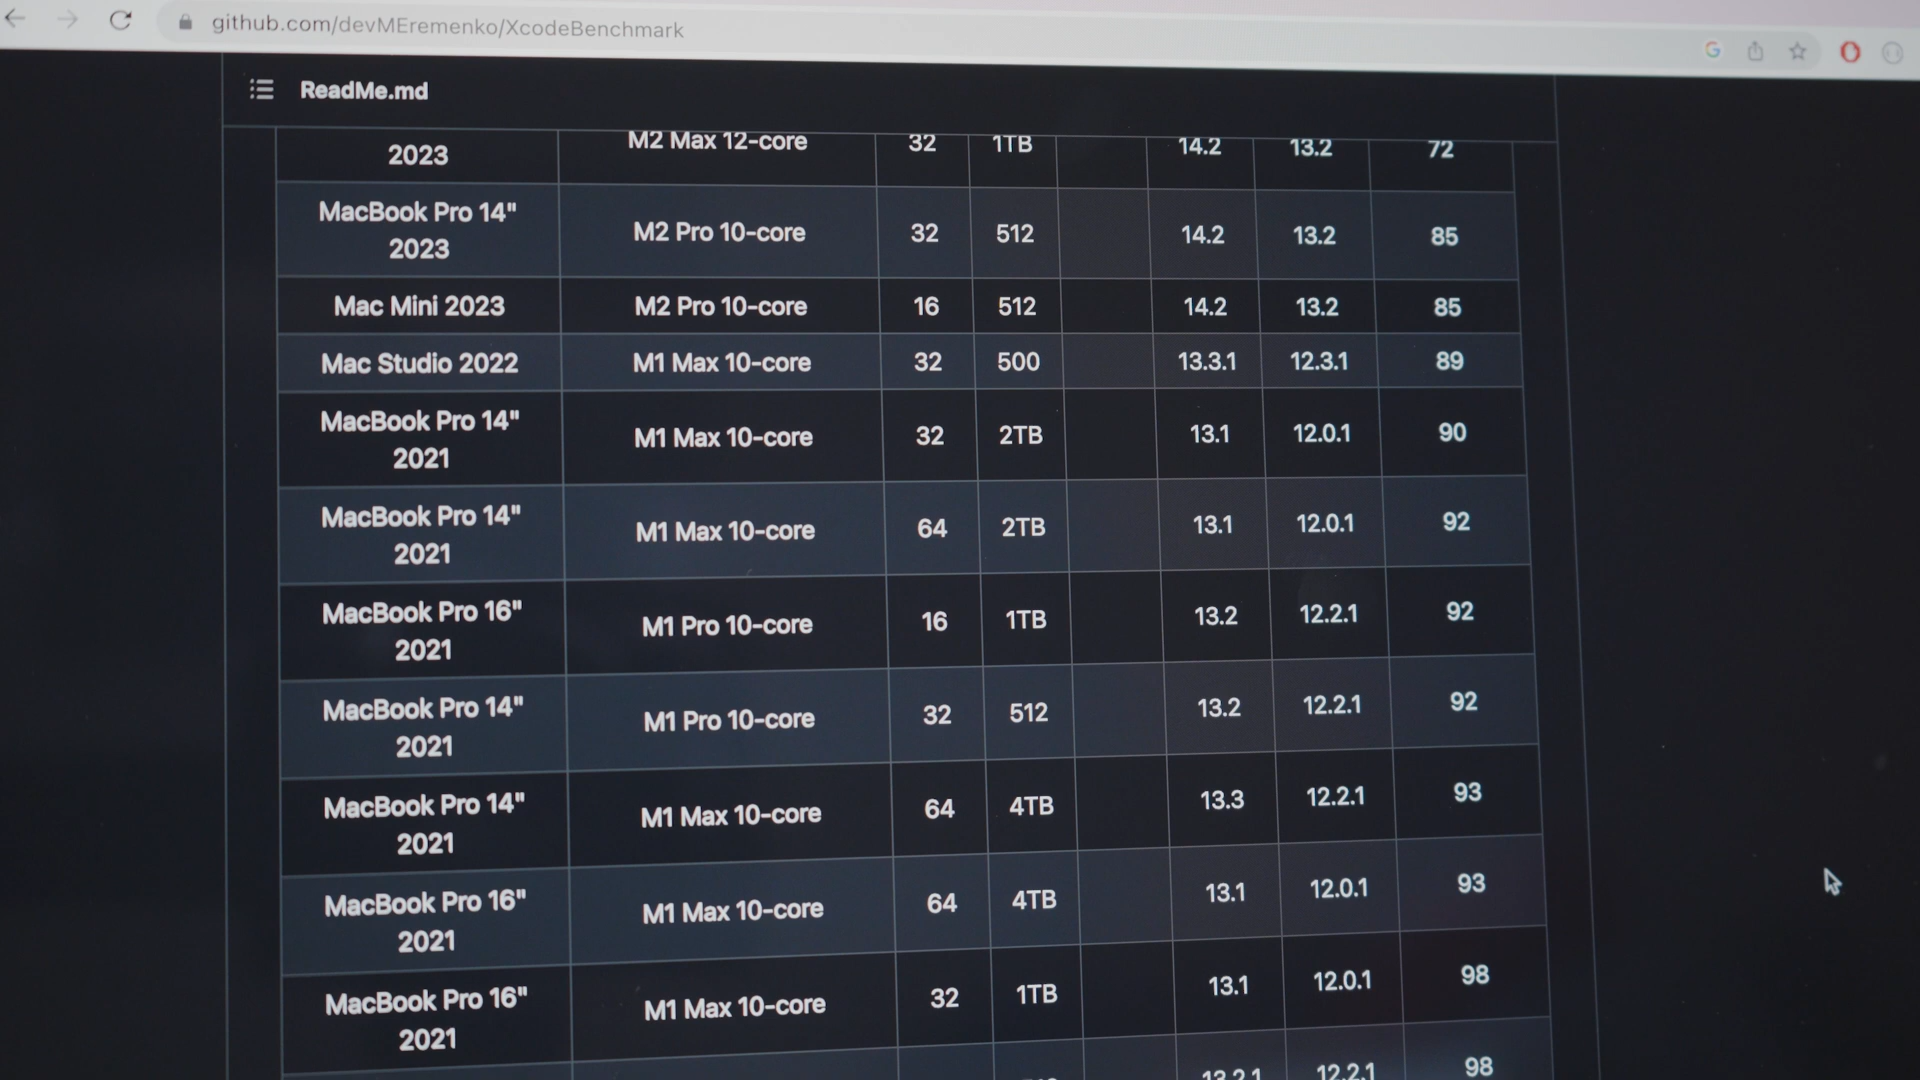 github.com/devMEremenko/XcodeBenchmark
ReadMe.md
2023 M2 Max 12-core 32 1TB 14.2 13.2 72
MacBook Pro 14" 2023 M2 Pro 10-core 32 512 14.2 13.2 85
Mac Mini 2023 M2 Pro 10-core 16 512 14.2 13.2 85
Mac Studio 2022 M1 Max 10-core 32 500 13.3.1 12.3.1 89
MacBook Pro 14" 2021 M1 Max 10-core 32 2TB 13.1 12.0.1 90
MacBook Pro 14" 2021 M1 Max 10-core 64 2TB 13.1 12.0.1 92
MacBook Pro 16" 2021 M1 Pro 10-core 16 1TB 13.2 12.2.1 92
MacBook Pro 14" 2021 M1 Pro 10-core 32 512 13.2 12.2.1 92
MacBook Pro 14" 2021 M1 Max 10-core 64 4TB 13.3 12.2.1 93
MacBook Pro 16" 2021 M1 Max 10-core 64 4TB 13.1 12.0.1 93
MacBook Pro 16" 2021 M1 Max 10-core 32 1TB 13.1 12.0.1 98
13.2.1 12.2.1 98